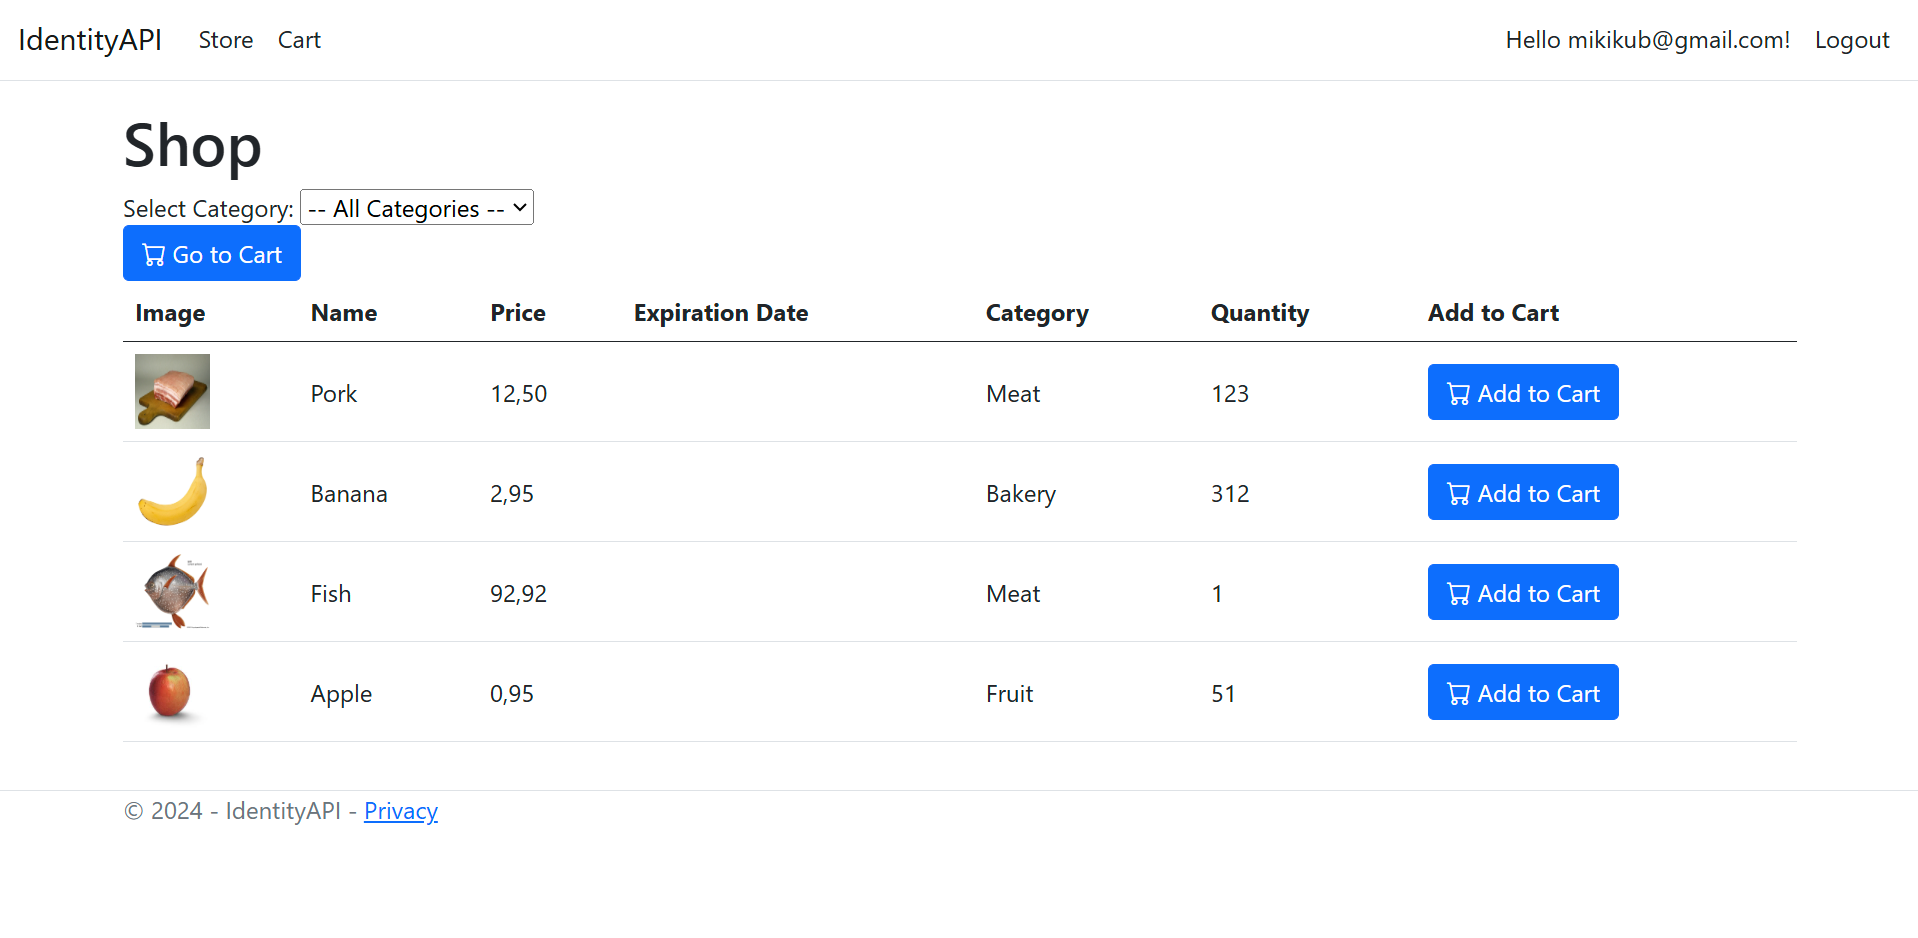 IdentityAPI Store Cart Hello mikikub@gmail.com! Logout
Shop
Select Category: -- All Categories --
Go to Cart
Image Name Price Expiration Date Category Quantity Add to Cart
Pork 12,50 Meat 123 Add to Cart
Banana 2,95 Bakery 312 Add to Cart
Fish 92,92 Meat 1 Add to Cart
Apple 0,95 Fruit 51 Add to Cart
© 2024 - IdentityAPI - Privacy